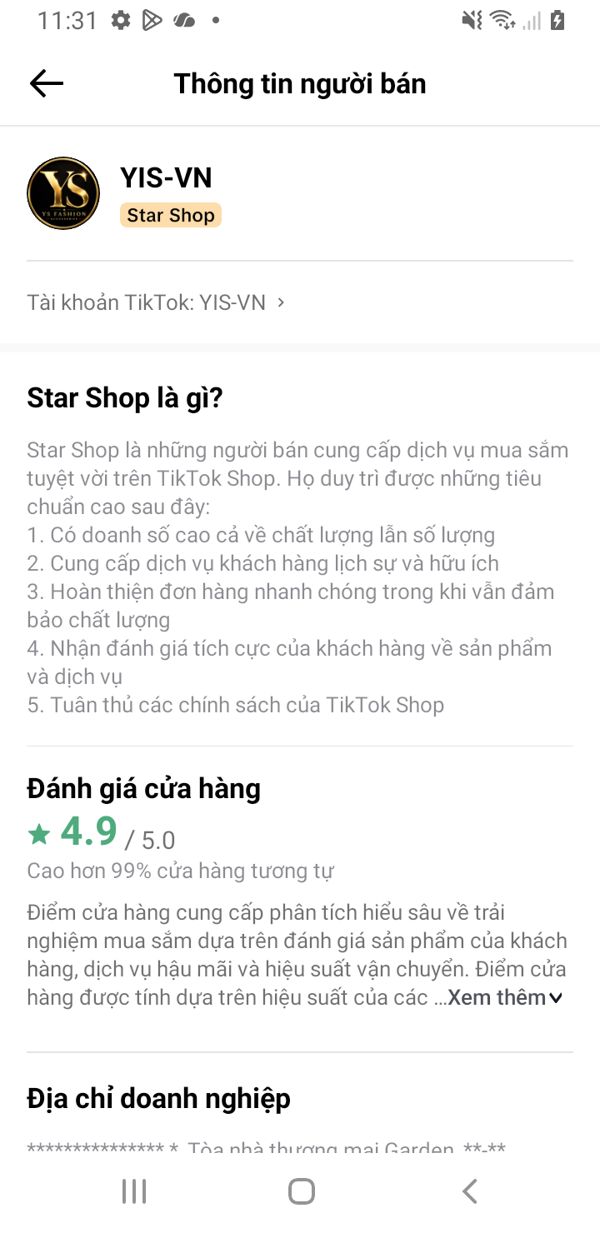 11:31
Thông tin người bán
YS
YS FASHION
YIS-VN
Star Shop
Tài khoản TikTok: YIS-VN >
Star Shop là gì?
Star Shop là những người bán cung cấp dịch vụ mua sắm
tuyệt vời trên TikTok Shop. Họ duy trì được những tiêu
chuẩn cao sau đây:
1. Có doanh số cao cả về chất lượng lẫn số lượng
2. Cung cấp dịch vụ khách hàng lịch sự và hữu ích
3. Hoàn thiện đơn hàng nhanh chóng trong khi vẫn đảm
bảo chất lượng
4. Nhận đánh giá tích cực của khách hàng về sản phẩm
và dịch vụ
5. Tuân thủ các chính sách của TikTok Shop
Đánh giá cửa hàng
4.9 / 5.0
Cao hơn 99% cửa hàng tương tự
Điểm cửa hàng cung cấp phân tích hiểu sâu về trải
nghiệm mua sắm dựa trên đánh giá sản phẩm của khách
hàng, dịch vụ hậu mãi và hiệu suất vận chuyển. Điểm cửa
hàng được tính dựa trên hiệu suất của các ...Xem thêm
Địa chỉ doanh nghiệp
*************** *, Tòa nhà thương mại Garden, **-**